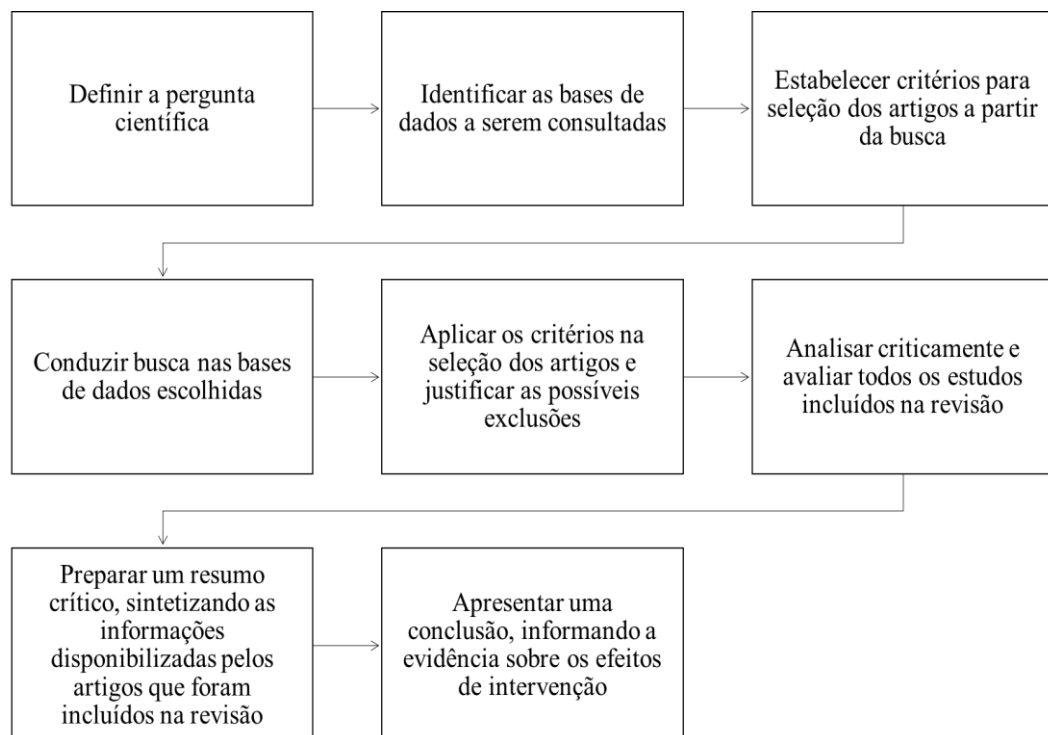 Definir a pergunta
científica
Identificar as bases de
dados a serem consultadas
Estabelecer critérios para
seleção dos artigos a partir
da busca
Conduzir busca nas bases
de dados escolhidas
Aplicar os critérios na
seleção dos artigos e
justificar as possíveis
exclusões
Analisar criticamente e
avaliar todos os estudos
incluídos na revisão
Preparar um resumo
crítico, sintetizando as
informações
disponibilizadas pelos
artigos que foram
incluídos na revisão
Apresentar uma
conclusão, informando a
evidência sobre os efeitos
de intervenção